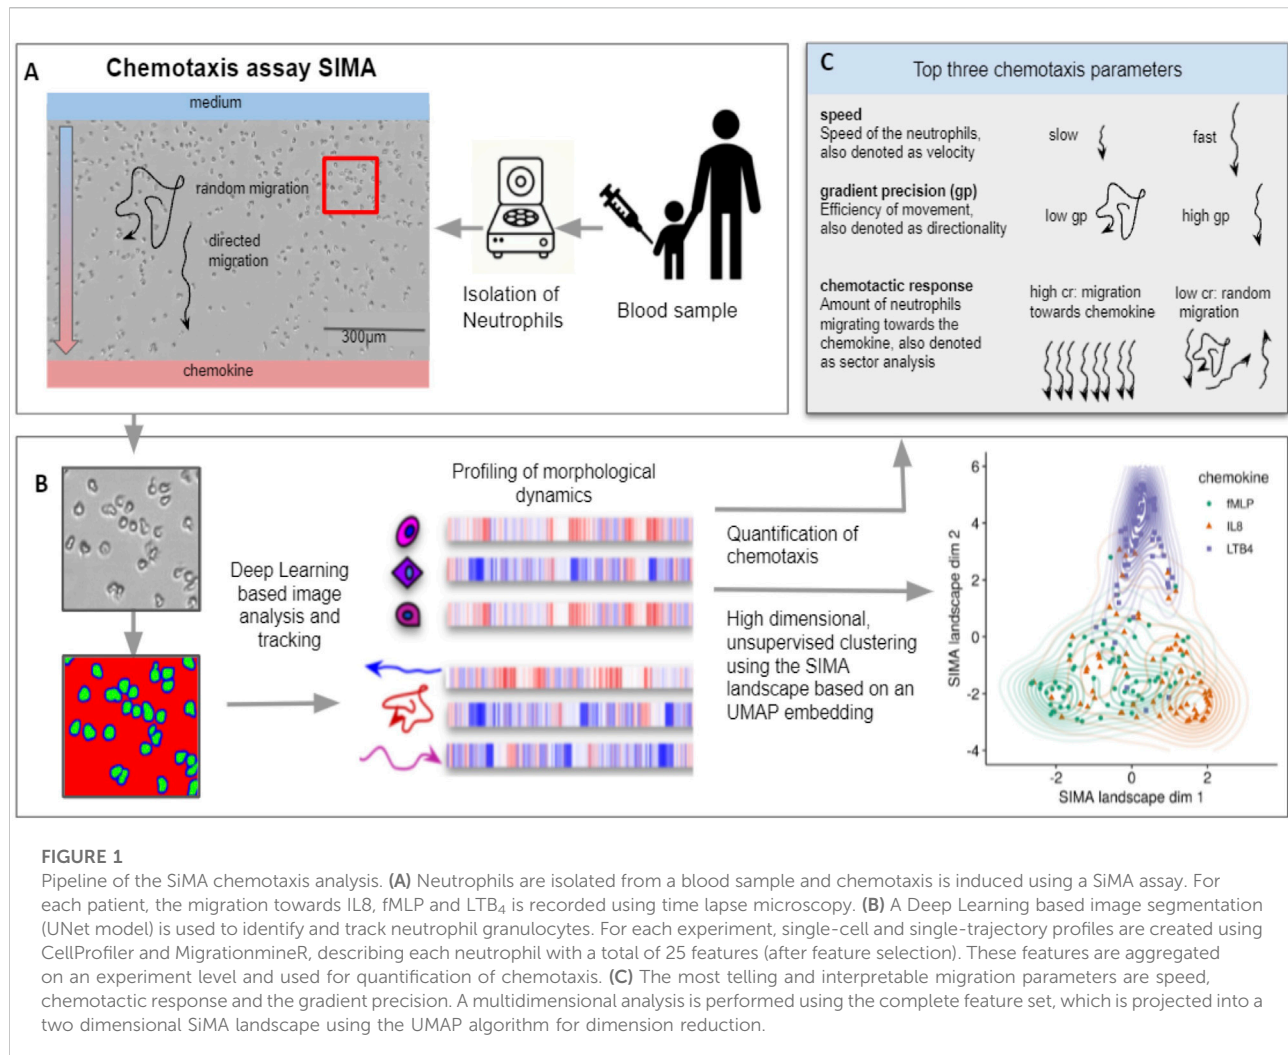 A
Chemotaxis assay SIMA
medium
random migration
directed
migration
300µm
chemokine
Isolation of
Neutrophils
Blood sample
C
Top three chemotaxis parameters
speed
Speed of the neutrophils,
also denoted as velocity
slow
fast
gradient precision (gp)
Efficiency of movement,
also denoted as directionality
low gp
high gp
chemotactic response
Amount of neutrophils
migrating towards the
chemokine, also denoted
as sector analysis
high cr: migration
towards chemokine
low cr: random
migration
B
Deep Learning
based image
analysis and
tracking
Profiling of morphological
dynamics
Quantification of
chemotaxis
High dimensional,
unsupervised clustering
using the SIMA
landscape based on an
UMAP embedding
chemokine
fMLP
IL8
LTB4
SIMA landscape dim 2
6
4
2
0
-2
-4
-2
0
2
SIMA landscape dim 1
FIGURE 1
Pipeline of the SiMA chemotaxis analysis. (A) Neutrophils are isolated from a blood sample and chemotaxis is induced using a SiMA assay. For
each patient, the migration towards IL8, fMLP and LTB₄ is recorded using time lapse microscopy. (B) A Deep Learning based image segmentation
(UNet model) is used to identify and track neutrophil granulocytes. For each experiment, single-cell and single-trajectory profiles are created using
CellProfiler and MigrationmineR, describing each neutrophil with a total of 25 features (after feature selection). These features are aggregated
on an experiment level and used for quantification of chemotaxis. (C) The most telling and interpretable migration parameters are speed,
chemotactic response and the gradient precision. A multidimensional analysis is performed using the complete feature set, which is projected into a
two dimensional SiMA landscape using the UMAP algorithm for dimension reduction.